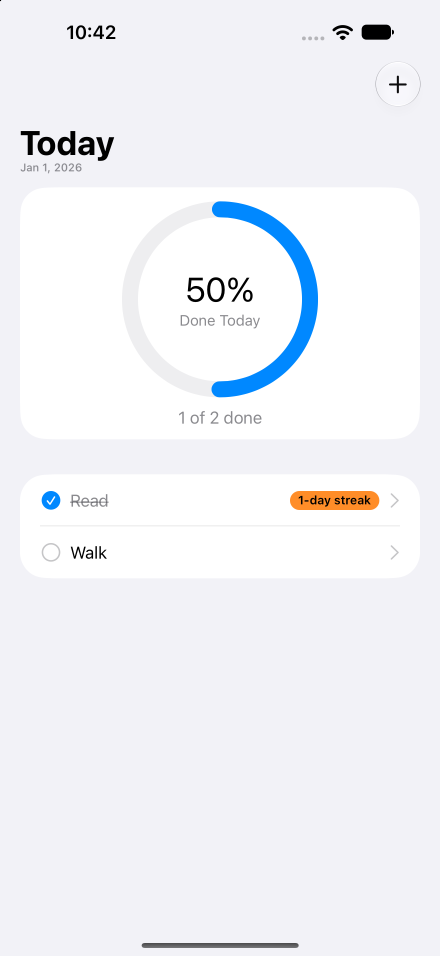 10:42
Today
Jan 1, 2026
50%
Done Today
1 of 2 done
Read 1-day streak
Walk